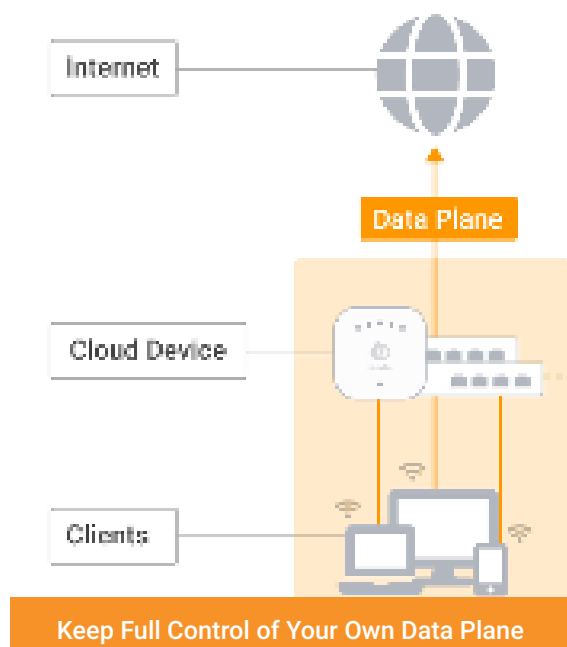 Internet
Data Plane
Cloud Device
Clients
Keep Full Control of Your Own Data Plane